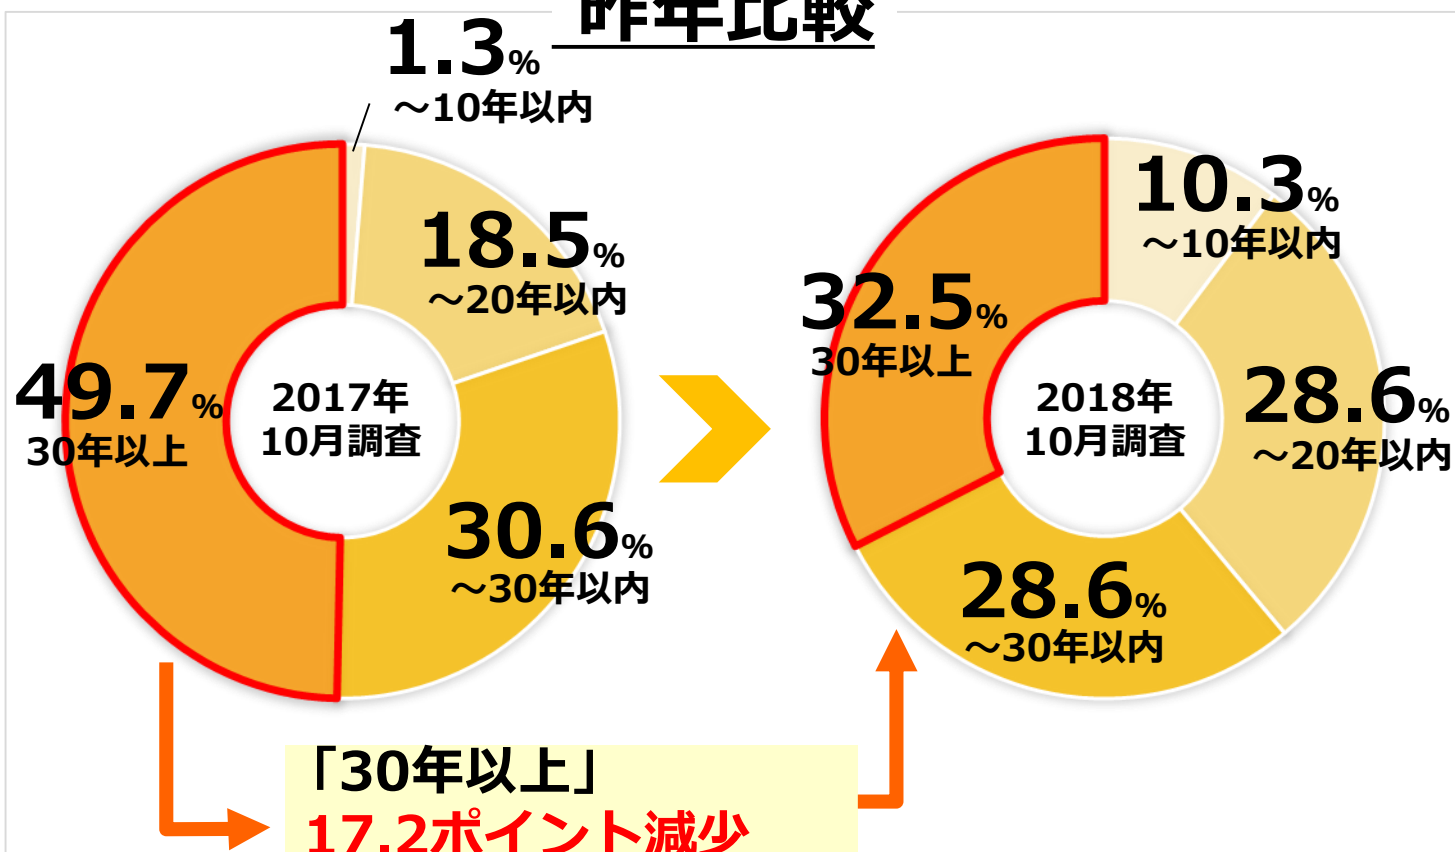 昨年比較
1.3%
～10年以内
18.5%
～20年以内
30.6%
～30年以内
49.7%
30年以上
2017年
10月調査
10.3%
～10年以内
28.6%
～20年以内
28.6%
～30年以内
32.5%
30年以上
2018年
10月調査
「30年以上」
17.2ポイント減少